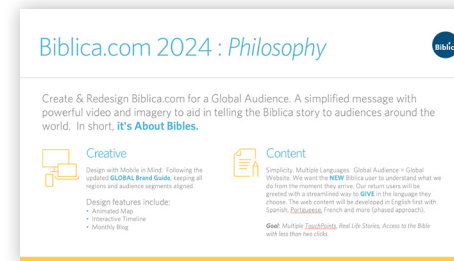 Biblica.com 2024 : Philosophy
Biblic
Create & Redesign Biblica.com for a Global Audience. A simplified message with
powerful video and imagery to aid in telling the Biblica story to audiences around the
world. In short, it's About Bibles.
Creative
Design with Mobile in Mind. Following the
updated GLOBAL Brand Guide, keeping all
regions and audience segments aligned.
Design features include:
• Animated Map
• Interactive Timeline
• Monthly Blog
Content
Simplicity. Multiple Languages. Global Audience = Global
Website. We want the NEW Biblica user to understand what we
do from the moment they arrive. Our return users will be
greeted with a streamlined way to GIVE in the language they
choose. The web content will be developed in English first with
Spanish, Portuguese, French and more (phased approach).
Goal: Multiple TouchPoints, Real Life Stories, Access to the Bible
with less than two clicks.